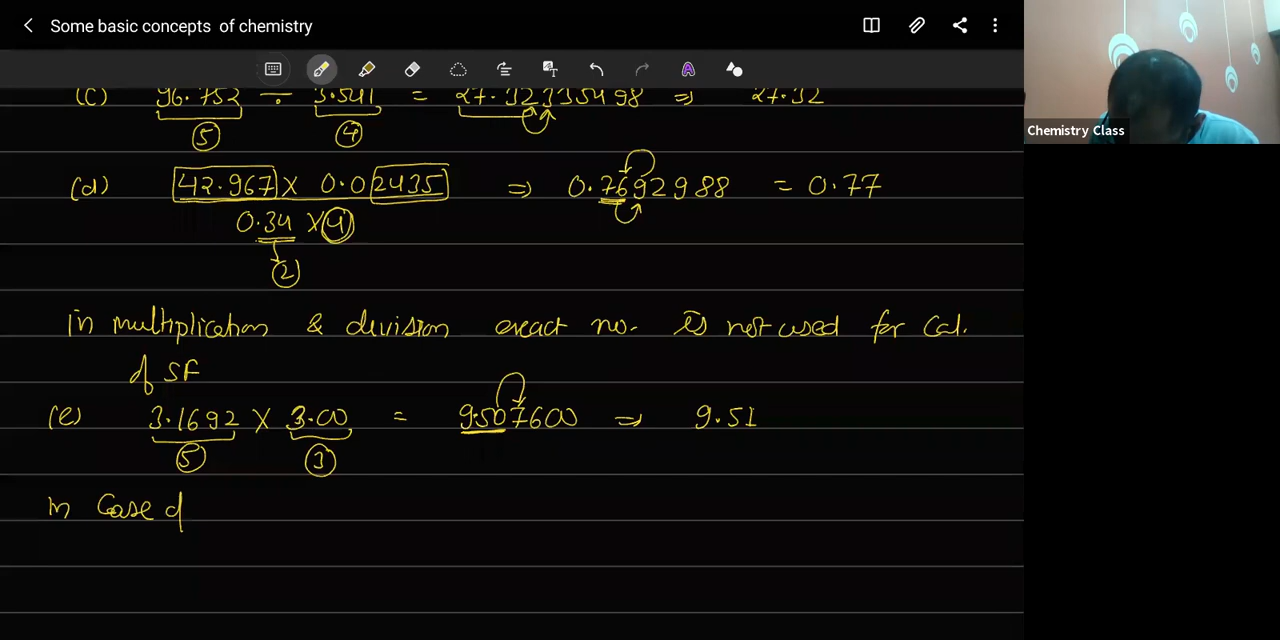 Some basic concepts of chemistry
(c) 96.752 ÷ 3.541 = 27.32335498 ⇒ 27.32
⑤ ④
Chemistry Class
(d) 42.967 × 0.02435 ⇒ 0.7692988 = 0.77
0.34 × 4
②
in multiplication & division exact no. is not used for Cal.
of SF
(e) 3.1692 × 3.00 = 9.507600 ⇒ 9.51
⑤ ③
in Case of